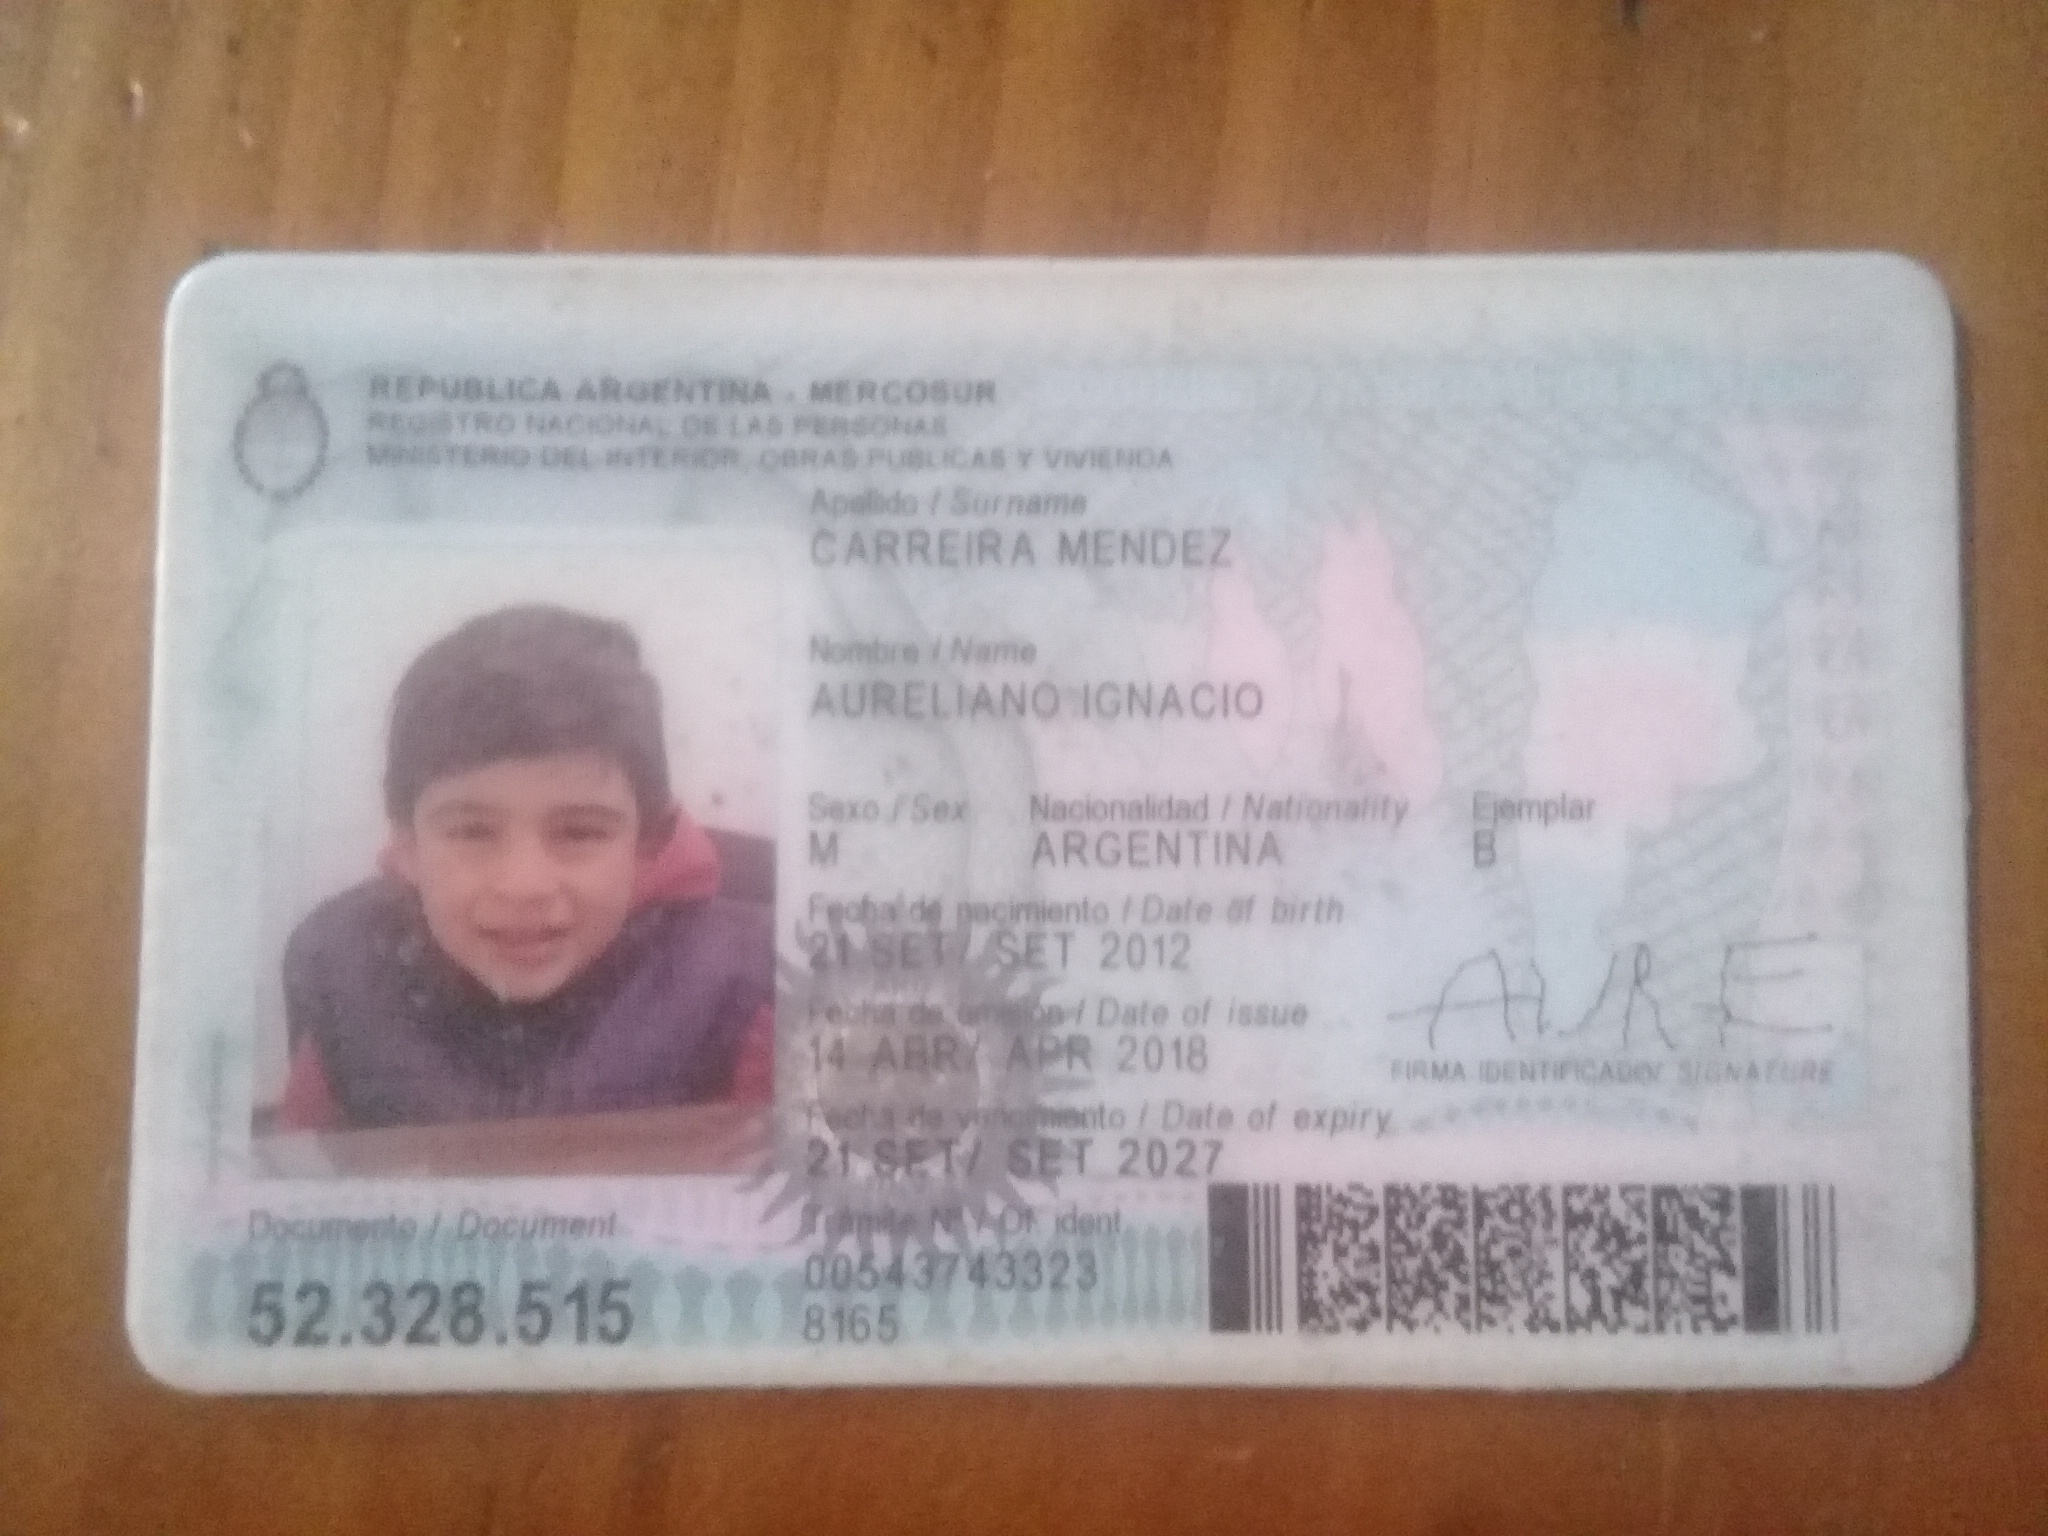 REPUBLICA ARGENTINA - MERCOSUR
REGISTRO NACIONAL DE LAS PERSONAS
MINISTERIO DEL INTERIOR, OBRAS PUBLICAS Y VIVIENDA
Apellido / Surname
CARREIRA MENDEZ
Nombre / Name
AURELIANO IGNACIO
Sexo / Sex Nacionalidad / Nationality Ejemplar
M ARGENTINA B
Fecha de nacimiento / Date of birth
21 SET / SET 2012
Fecha de emisión / Date of issue
14 ABR / APR 2018
Fecha de vencimiento / Date of expiry
21 SET / SET 2027
AURE
FIRMA IDENTIFICADO / SIGNATURE
Documento / Document
52.328.515
Trámite Nº / Of. ident.
00543743323
8165